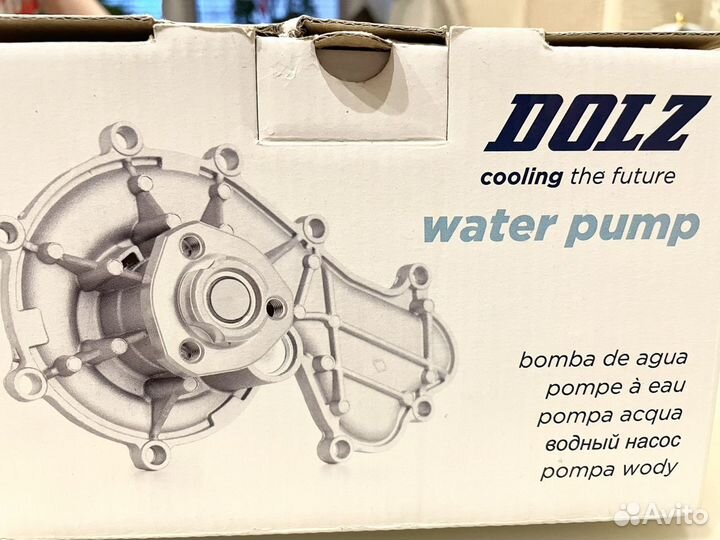 DOLZ
cooling the future
water pump
bomba de agua
pompe à eau
pompa acqua
водный насос
pompa wody
Avito